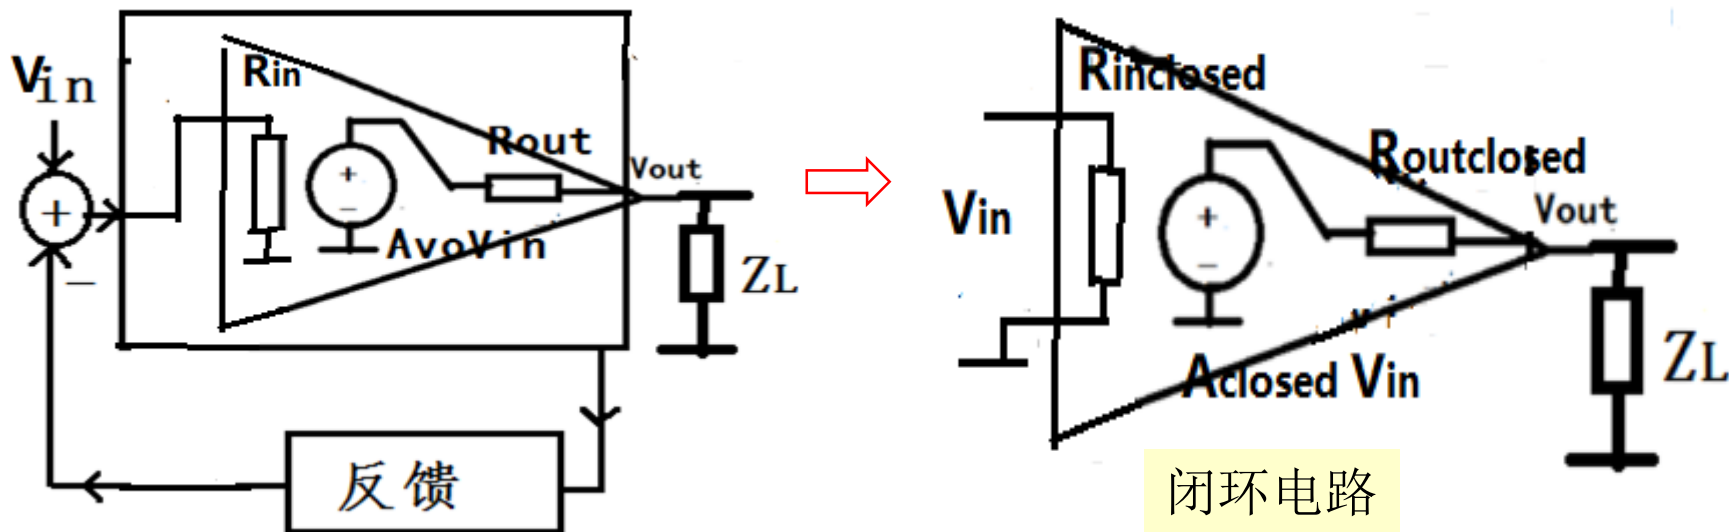 Vin
+
−
Rin
+
−
Rout
AvoVin
Vout
ZL
反馈
Rinclosed
Vin
+
−
Routclosed
Vout
Aclosed Vin
ZL
闭环电路